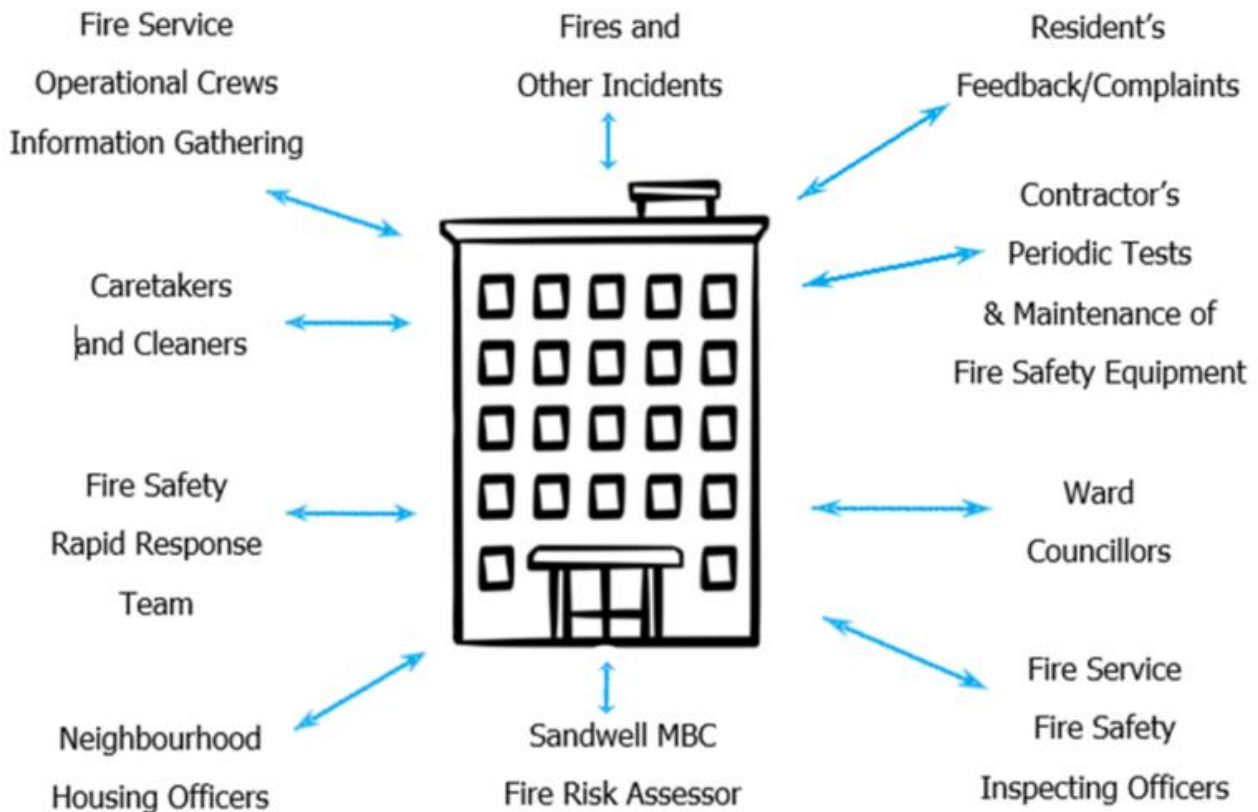 Fire Service
Operational Crews
Information Gathering
Fires and
Other Incidents
Resident's
Feedback/Complaints
Contractor's
Periodic Tests
& Maintenance of
Fire Safety Equipment
Caretakers
and Cleaners
Fire Safety
Rapid Response
Team
Ward
Councillors
Neighbourhood
Housing Officers
Sandwell MBC
Fire Risk Assessor
Fire Service
Fire Safety
Inspecting Officers